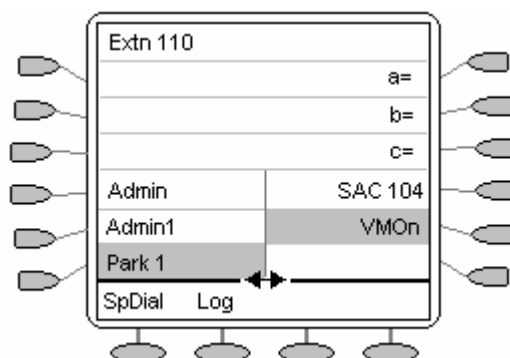 Extn 110
a=
b=
c=
Admin SAC 104
Admin1 VMOn
Park 1
SpDial Log